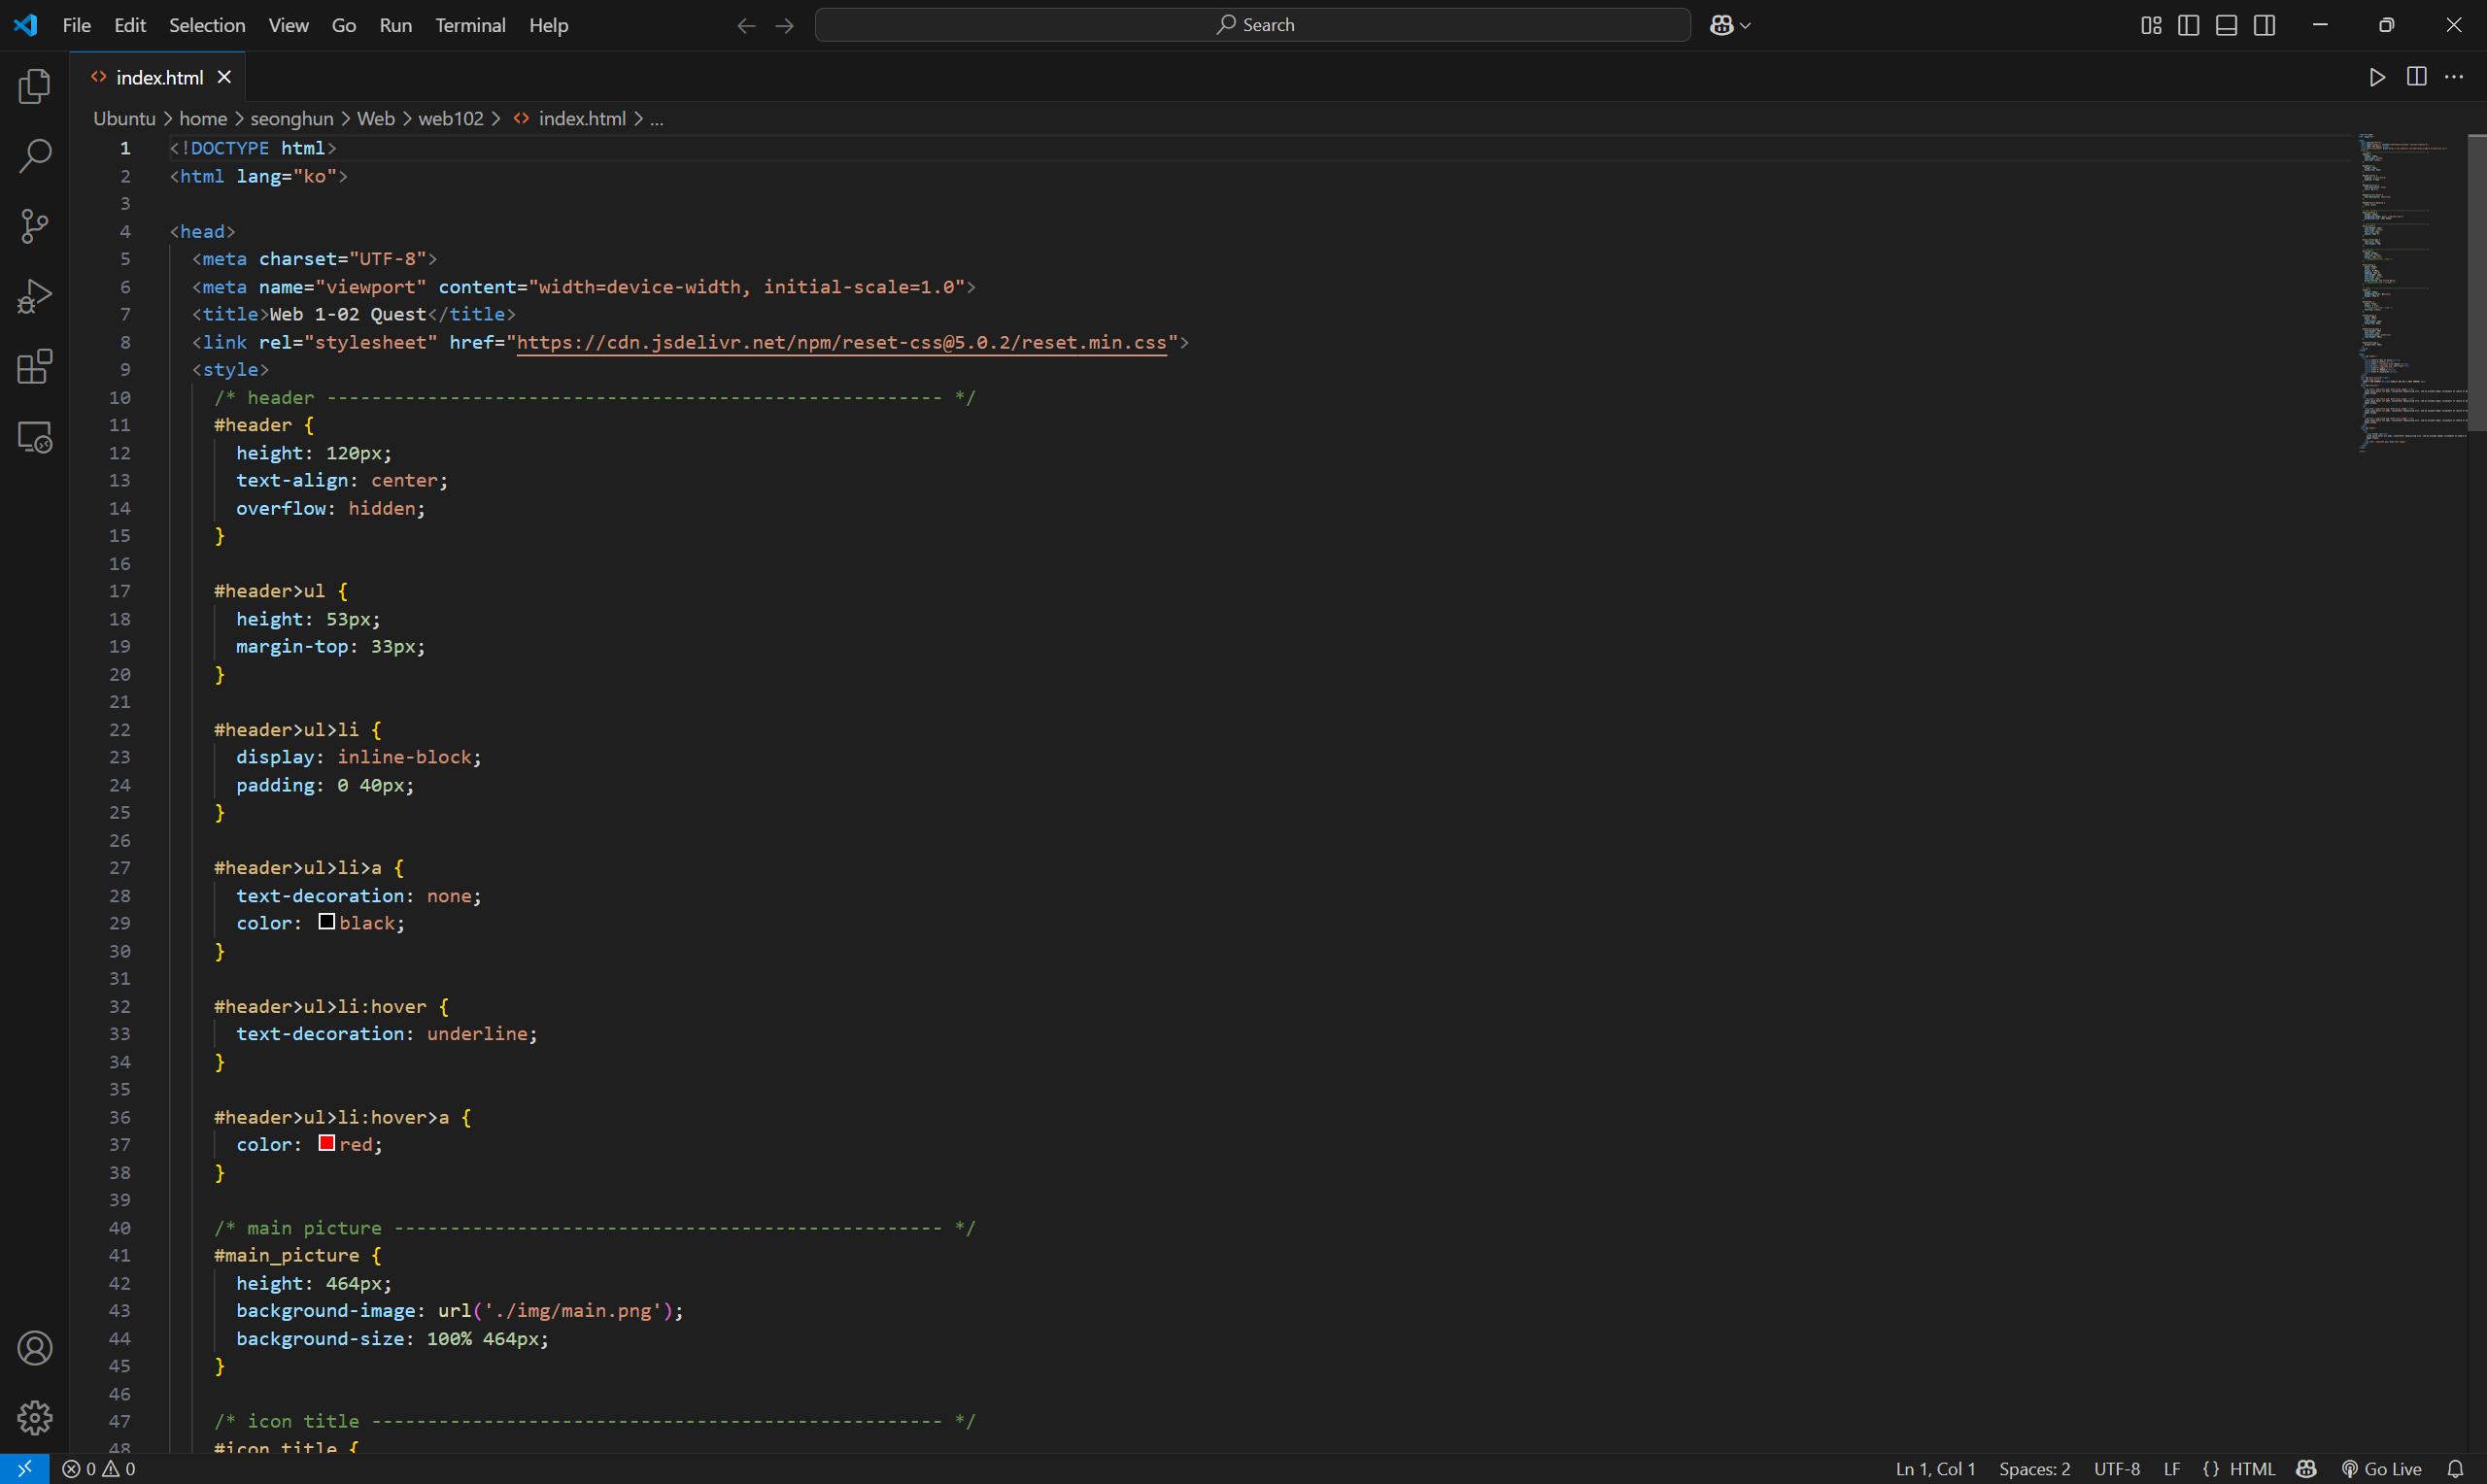 File Edit Selection View Go Run Terminal Help Search
index.html
Ubuntu > home > seonghun > Web > web102 > <> index.html > ...
1 <!DOCTYPE html>
2 <html lang="ko">
3
4 <head>
5 <meta charset="UTF-8">
6 <meta name="viewport" content="width=device-width, initial-scale=1.0">
7 <title>Web 1-02 Quest</title>
8 <link rel="stylesheet" href="https://cdn.jsdelivr.net/npm/reset-css@5.0.2/reset.min.css">
9 <style>
10 /* header ------------------------------------------------------- */
11 #header {
12 height: 120px;
13 text-align: center;
14 overflow: hidden;
15 }
16
17 #header>ul {
18 height: 53px;
19 margin-top: 33px;
20 }
21
22 #header>ul>li {
23 display: inline-block;
24 padding: 0 40px;
25 }
26
27 #header>ul>li>a {
28 text-decoration: none;
29 color: black;
30 }
31
32 #header>ul>li:hover {
33 text-decoration: underline;
34 }
35
36 #header>ul>li:hover>a {
37 color: red;
38 }
39
40 /* main picture ------------------------------------------------- */
41 #main_picture {
42 height: 464px;
43 background-image: url('./img/main.png');
44 background-size: 100% 464px;
45 }
46
47 /* icon title --------------------------------------------------- */
48 #icon_title {
0 0 Ln 1, Col 1 Spaces: 2 UTF-8 LF {} HTML Go Live